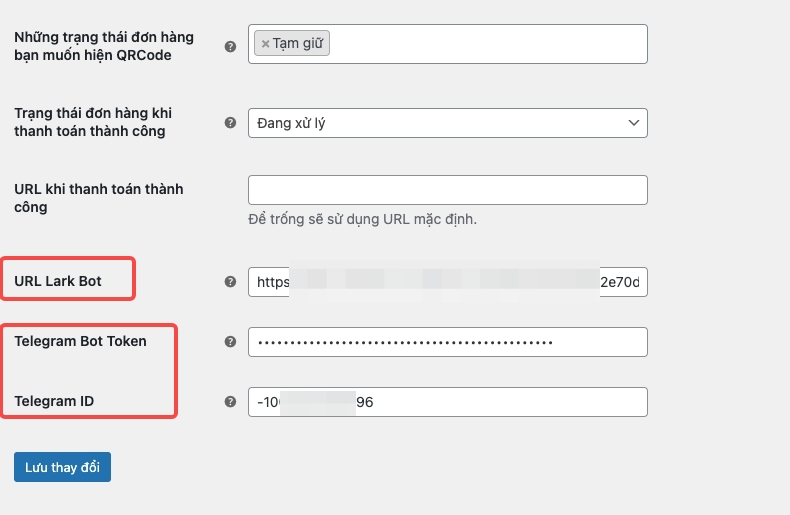 Những trạng thái đơn hàng
bạn muốn hiện QRCode
× Tạm giữ
Trạng thái đơn hàng khi
thanh toán thành công
Đang xử lý
URL khi thanh toán thành
công
Để trống sẽ sử dụng URL mặc định.
URL Lark Bot
https 2e70d
Telegram Bot Token
Telegram ID
-10 96
Lưu thay đổi